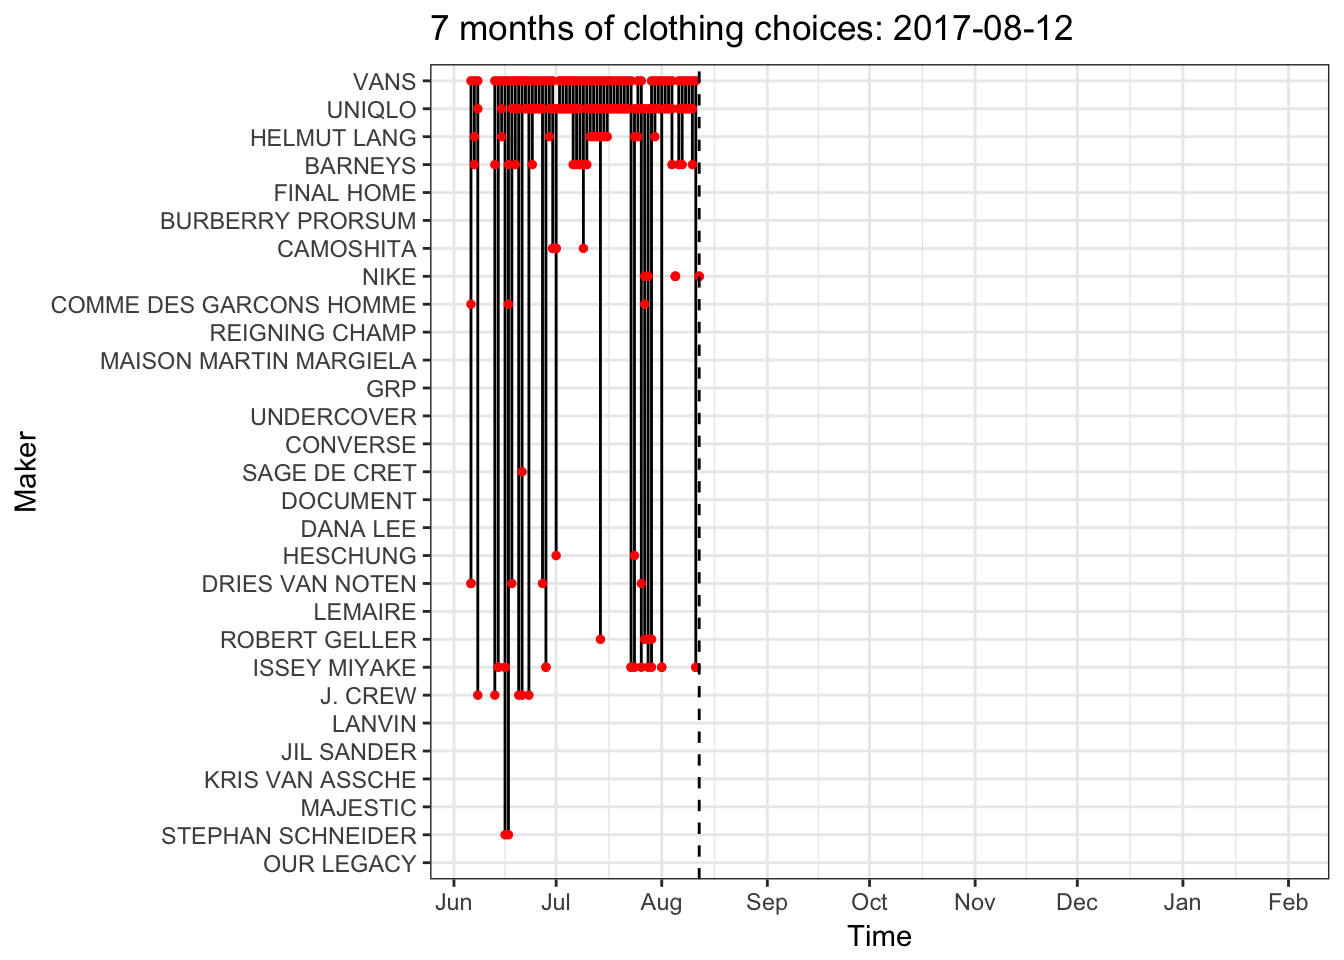 7 months of clothing choices: 2017-08-12
VANS
UNIQLO
HELMUT LANG
BARNEYS
FINAL HOME
BURBERRY PRORSUM
CAMOSHITA
NIKE
COMME DES GARCONS HOMME
REIGNING CHAMP
MAISON MARTIN MARGIELA
GRP
UNDERCOVER
CONVERSE
SAGE DE CRET
DOCUMENT
DANA LEE
HESCHUNG
DRIES VAN NOTEN
LEMAIRE
ROBERT GELLER
ISSEY MIYAKE
J. CREW
LANVIN
JIL SANDER
KRIS VAN ASSCHE
MAJESTIC
STEPHAN SCHNEIDER
OUR LEGACY
Maker
Jun Jul Aug Sep Oct Nov Dec Jan Feb
Time